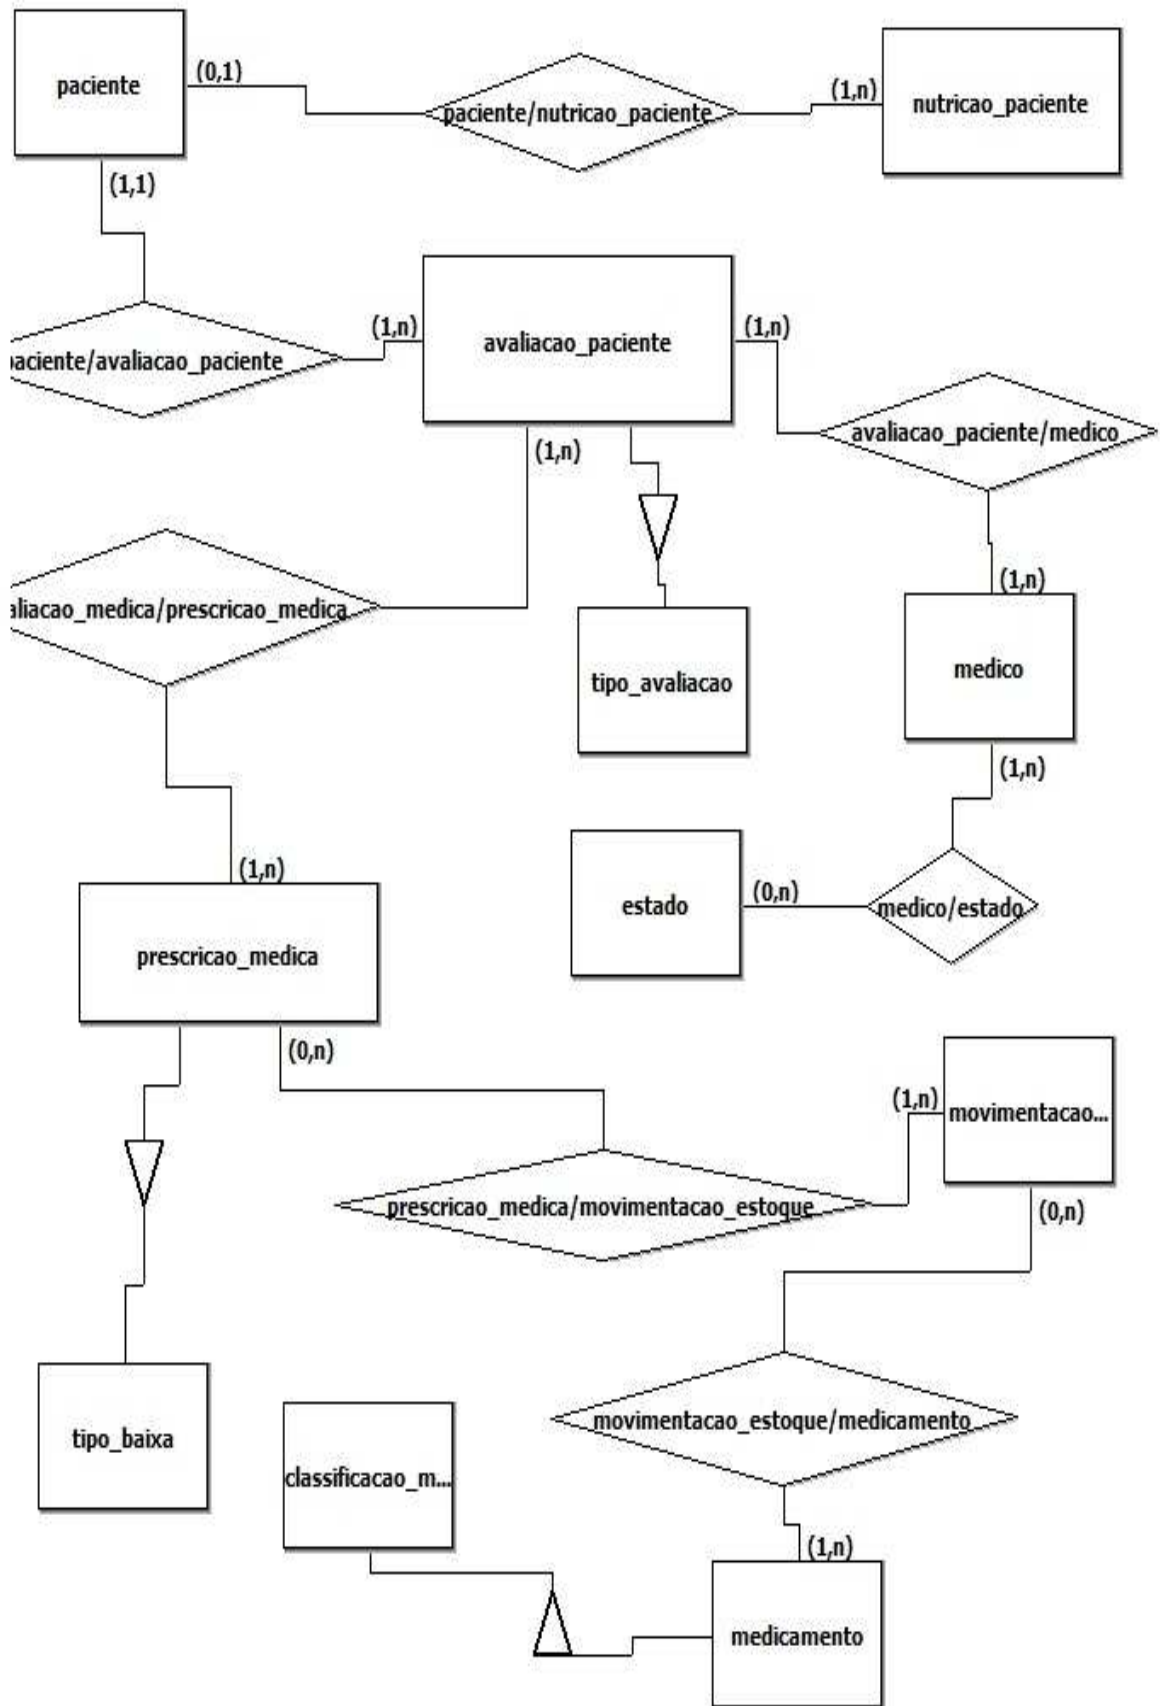 paciente
(0,1)
paciente/nutricao_paciente
(1,n)
nutricao_paciente
(1,1)
paciente/avaliacao_paciente
(1,n)
avaliacao_paciente
(1,n)
avaliacao_paciente/medico
(1,n)
aliacao_medica/prescricao_medica
tipo_avaliacao
(1,n)
medico
(1,n)
estado
(0,n)
medico/estado
(1,n)
prescricao_medica
(0,n)
(1,n)
movimentacao...
prescricao_medica/movimentacao_estoque
(0,n)
tipo_baixa
classificacao_m...
movimentacao_estoque/medicamento
(1,n)
medicamento